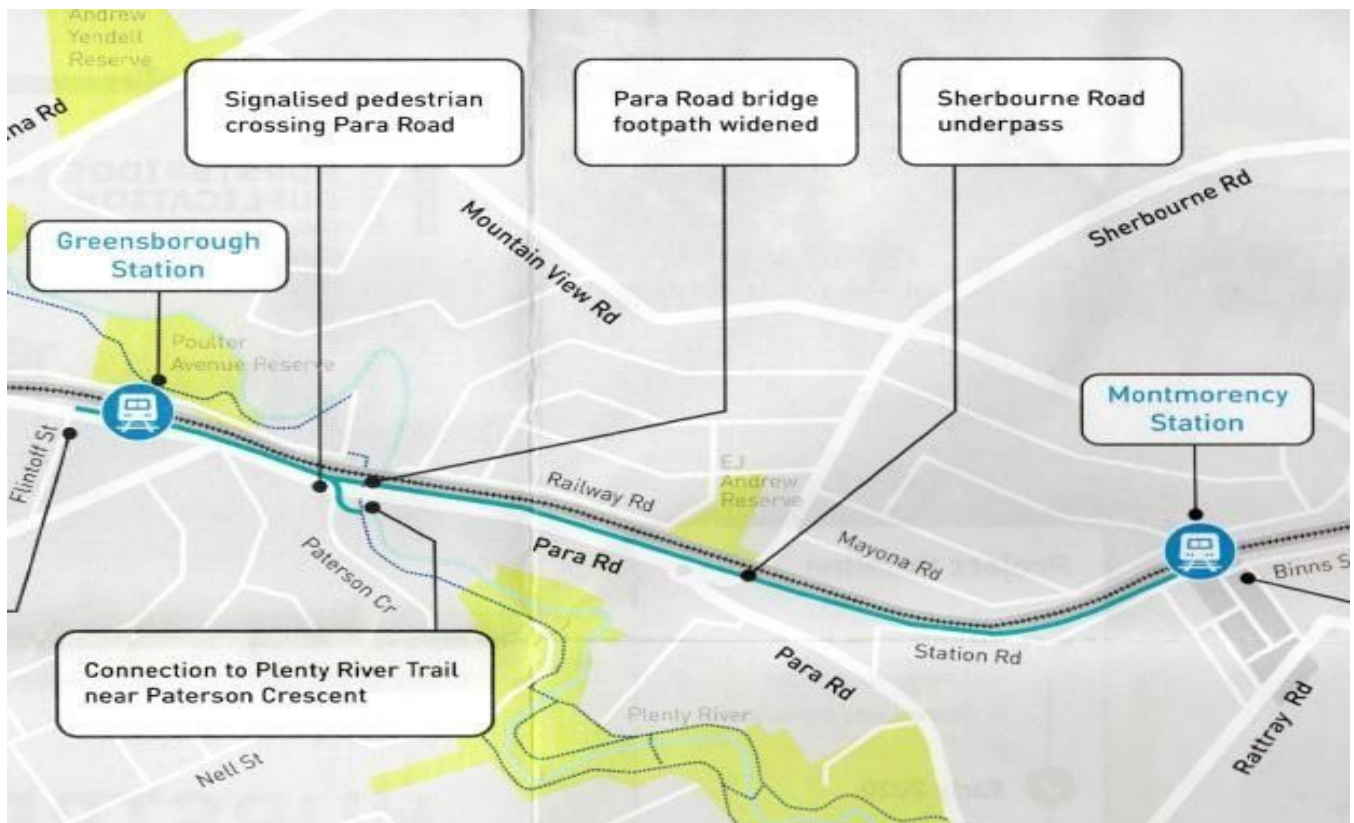 Andrew
Yendell
Reserve
na Rd
Signalised pedestrian
crossing Para Road
Para Road bridge
footpath widened
Sherbourne Road
underpass
Greensborough
Station
Mountain View Rd
Sherbourne Rd
Poulter
Avenue Reserve
Montmorency
Station
Flintoff St
EJ
Andrew
Reserve
Railway Rd
Para Rd
Mayona Rd
Binns S
Paterson Cr
Station Rd
Connection to Plenty River Trail
near Paterson Crescent
Para Rd
Plenty River
Rattray Rd
Nell St